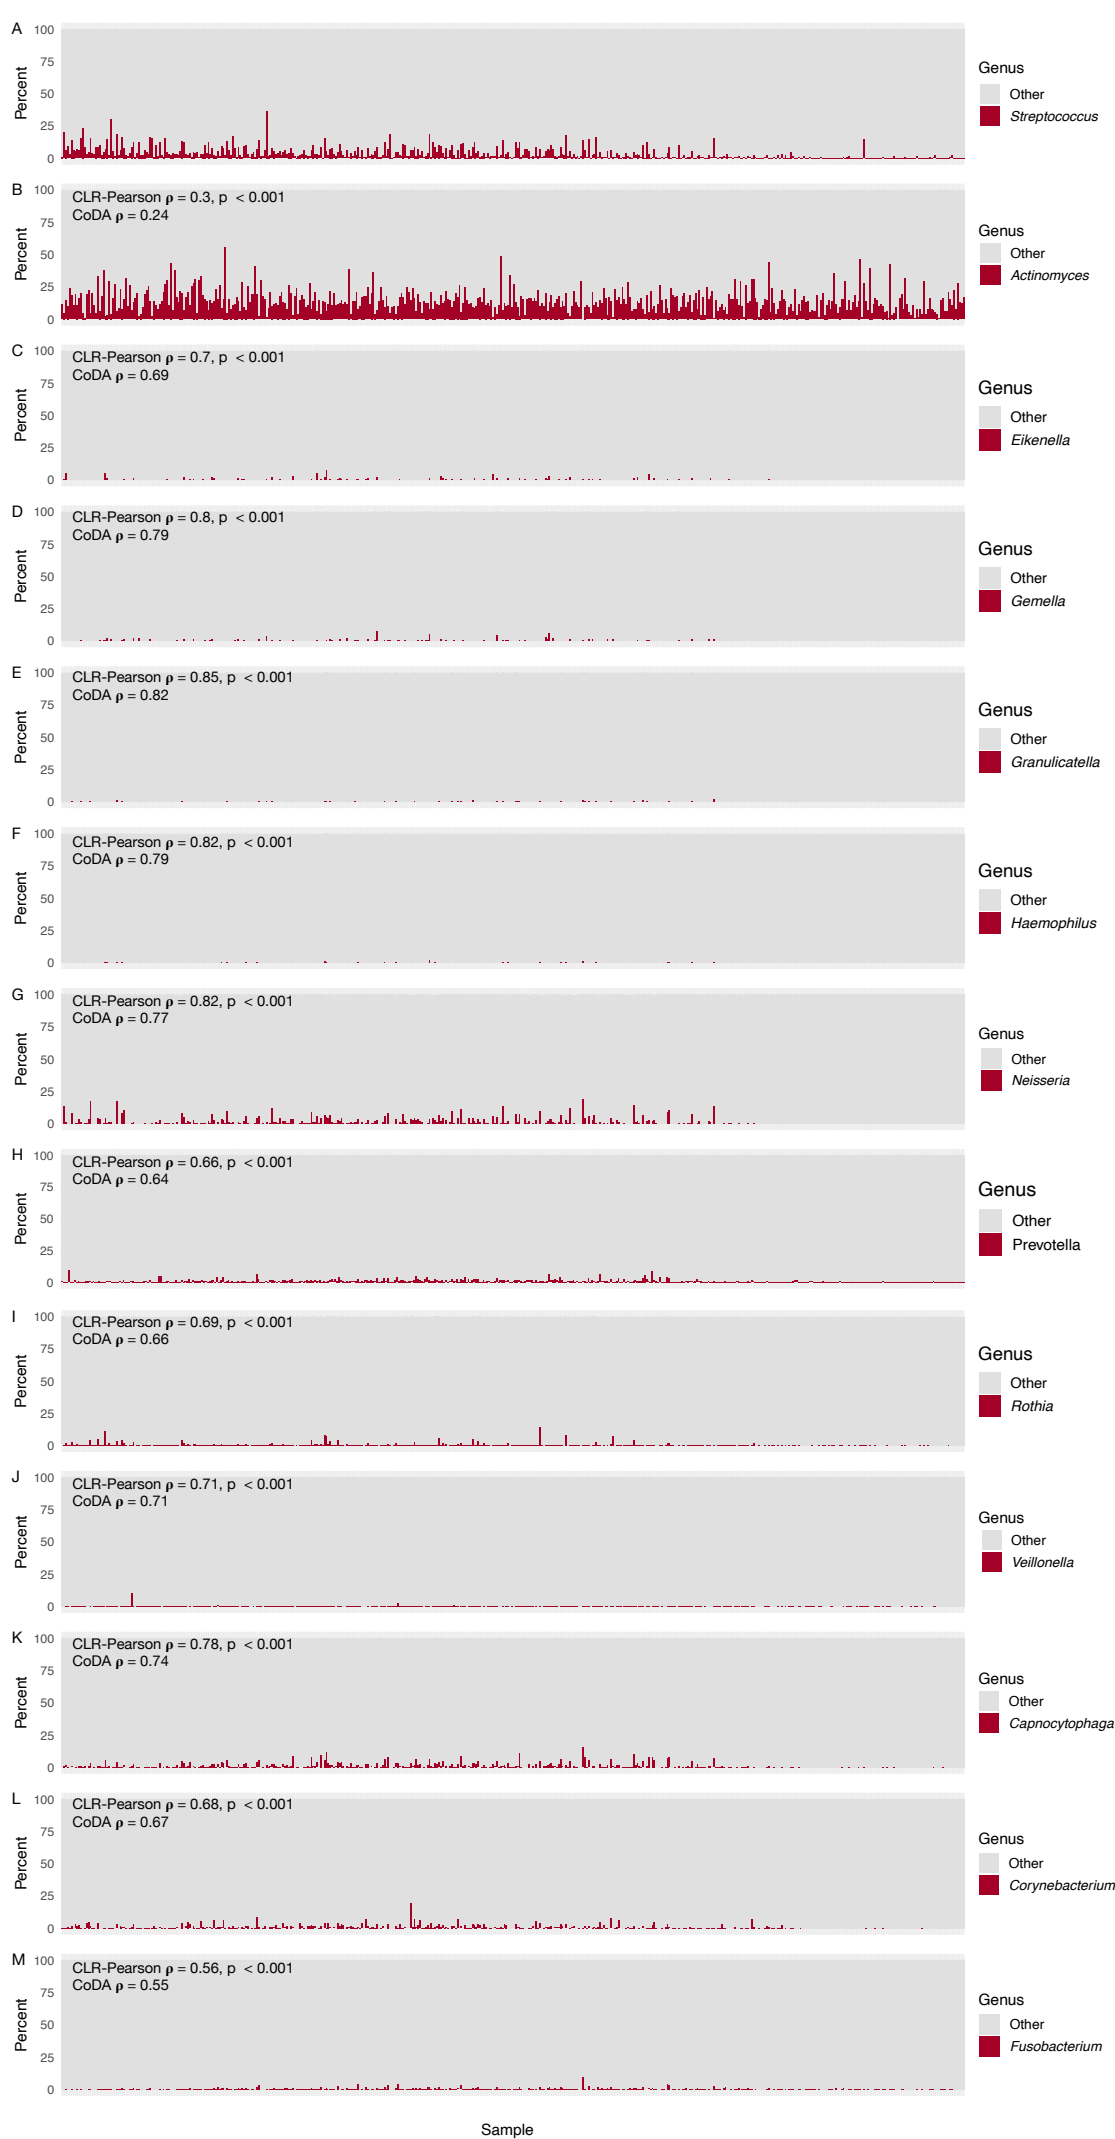 A
100
75
50
25
0
Percent
Genus
Other
Streptococcus
B
100
75
50
25
0
Percent
CLR-Pearson ρ = 0.3, p < 0.001
CoDA ρ = 0.24
Genus
Other
Actinomyces
C
100
75
50
25
0
Percent
CLR-Pearson ρ = 0.7, p < 0.001
CoDA ρ = 0.69
Genus
Other
Eikenella
D
100
75
50
25
0
Percent
CLR-Pearson ρ = 0.8, p < 0.001
CoDA ρ = 0.79
Genus
Other
Gemella
E
100
75
50
25
0
Percent
CLR-Pearson ρ = 0.85, p < 0.001
CoDA ρ = 0.82
Genus
Other
Granulicatella
F
100
75
50
25
0
Percent
CLR-Pearson ρ = 0.82, p < 0.001
CoDA ρ = 0.79
Genus
Other
Haemophilus
G
100
75
50
25
0
Percent
CLR-Pearson ρ = 0.82, p < 0.001
CoDA ρ = 0.77
Genus
Other
Neisseria
H
100
75
50
25
0
Percent
CLR-Pearson ρ = 0.66, p < 0.001
CoDA ρ = 0.64
Genus
Other
Prevotella
I
100
75
50
25
0
Percent
CLR-Pearson ρ = 0.69, p < 0.001
CoDA ρ = 0.66
Genus
Other
Rothia
J
100
75
50
25
0
Percent
CLR-Pearson ρ = 0.71, p < 0.001
CoDA ρ = 0.71
Genus
Other
Veillonella
K
100
75
50
25
0
Percent
CLR-Pearson ρ = 0.78, p < 0.001
CoDA ρ = 0.74
Genus
Other
Capnocytophaga
L
100
75
50
25
0
Percent
CLR-Pearson ρ = 0.68, p < 0.001
CoDA ρ = 0.67
Genus
Other
Corynebacterium
M
100
75
50
25
0
Percent
CLR-Pearson ρ = 0.56, p < 0.001
CoDA ρ = 0.55
Genus
Other
Fusobacterium
Sample